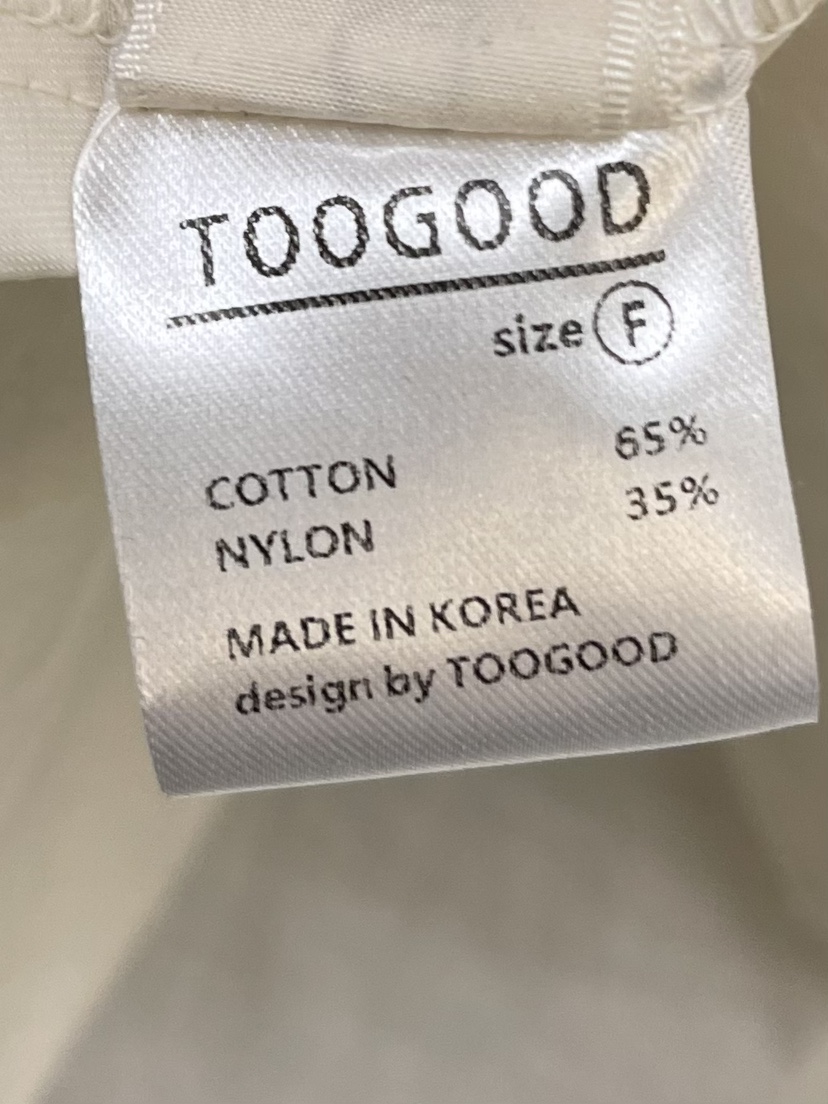 TOOGOOD
size F
COTTON 65%
NYLON 35%
MADE IN KOREA
design by TOOGOOD